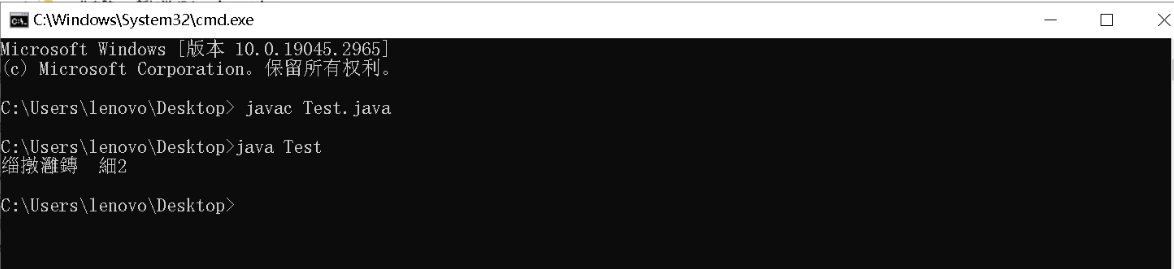 C:\Windows\System32\cmd.exe
Microsoft Windows [版本 10.0.19045.2965]
(c) Microsoft Corporation。保留所有权利。
C:\Users\lenovo\Desktop> javac Test.java
C:\Users\lenovo\Desktop>java Test
缁撴灉鏄 細2
C:\Users\lenovo\Desktop>